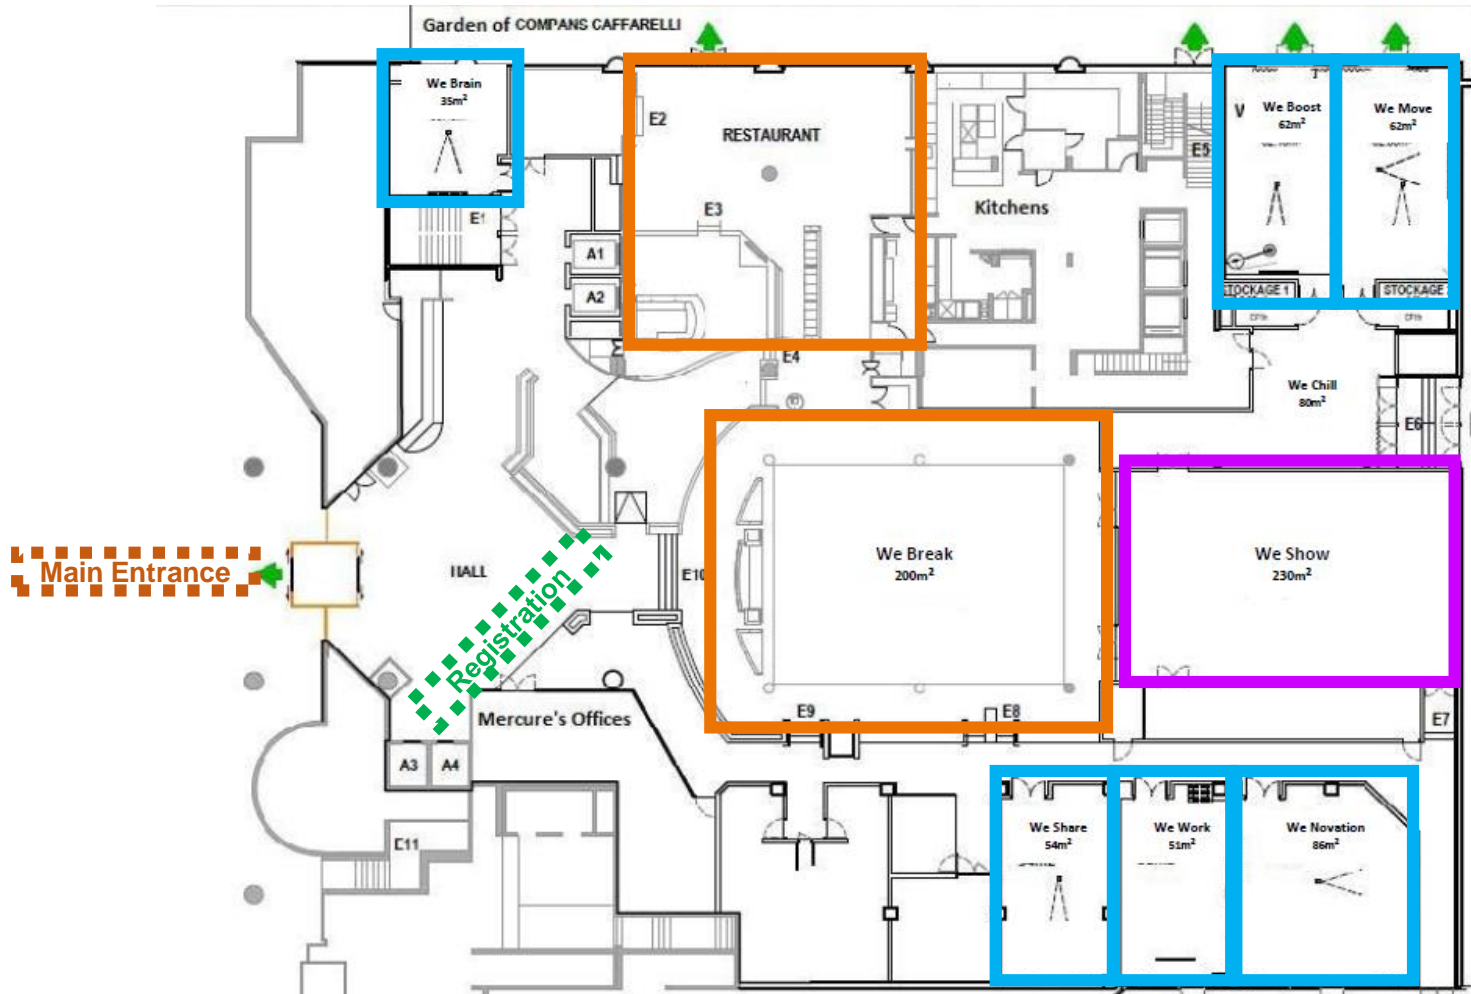 Garden of COMPANS CAFFARELLI
We Brain
35m²
E1
E2
RESTAURANT
E3
A1
A2
E4
Kitchens
E5
We Boost
62m²
We Move
62m²
STOCKAGE 1
STOCKAGE
We Chill
80m²
E6
Main Entrance
HALL
Registration
E10
We Break
200m²
We Show
230m²
Mercure's Offices
E9
E8
E7
A3
A4
E11
We Share
54m²
We Work
51m²
We Novation
86m²